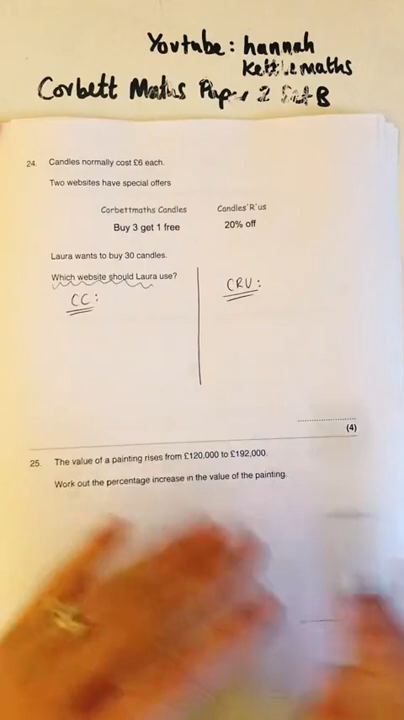 Youtube: hannah
kettlemaths
Corbett Maths Paper 2 Set B
24. Candles normally cost £6 each.
Two websites have special offers
Corbettmaths Candles Candles'R'us
Buy 3 get 1 free 20% off
Laura wants to buy 30 candles.
Which website should Laura use?
CC: CRU:
(4)
25. The value of a painting rises from £120,000 to £192,000.
Work out the percentage increase in the value of the painting.